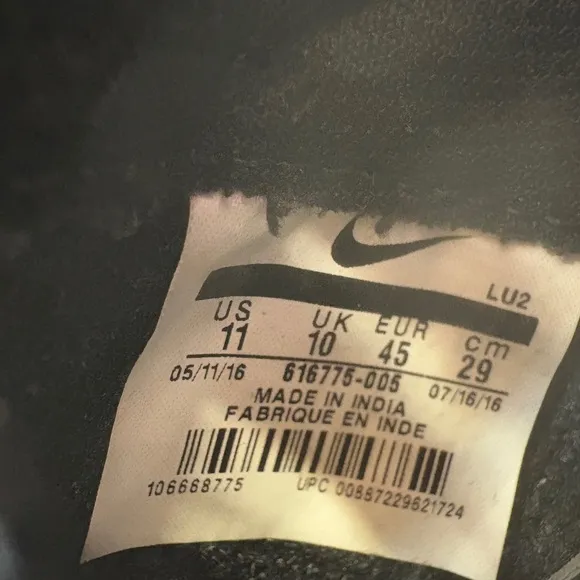 LU2
US UK EUR cm
11 10 45 29
05/11/16 616775-005 07/16/16
MADE IN INDIA
FABRIQUE EN INDE
106668775 UPC 00887229621724